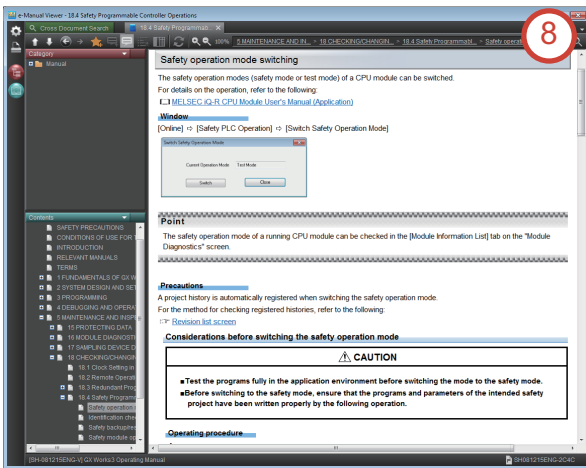 e-Manual Viewer - 18.4 Safety Programmable Controller Operations
8
Cross Document Search
18.4 Safety Programmab.
100%
5 MAINTENANCE AND IN... > 18 CHECKING/CHANGIN... > 18.4 Safety Programmabl... > Safety operati
Category
Manual
Contents
SAFETY PRECAUTIONS
CONDITIONS OF USE FOR T
INTRODUCTION
RELEVANT MANUALS
TERMS
1 FUNDAMENTALS OF GX W
2 SYSTEM DESIGN AND SET
3 PROGRAMMING
4 DEBUGGING AND OPERA
5 MAINTENANCE AND INSPE
15 PROTECTING DATA
16 MODULE DIAGNOST
17 SAMPLING DEVICE D
18 CHECKING/CHANGIN
18.1 Clock Setting in
18.2 Remote Operati
18.3 Redundant Prog
18.4 Safety Programm
Safety operation
Identification che
Safety backup/res
Safety module op
Safety operation mode switching
The safety operation modes (safety mode or test mode) of a CPU module can be switched.
For details on the operation, refer to the following:
MELSEC iQ-R CPU Module User's Manual (Application)
Window
[Online] ⇨ [Safety PLC Operation] ⇨ [Switch Safety Operation Mode]
Switch Safety Operation Mode
Current Operation Mode Test Mode
Switch Close
Point
The safety operation mode of a running CPU module can be checked in the [Module Information List] tab on the "Module
Diagnostics" screen.
Precautions
A project history is automatically registered when switching the safety operation mode.
For the method for checking registered histories, refer to the following:
☞ Revision list screen
Considerations before switching the safety operation mode
⚠ CAUTION
■Test the programs fully in the application environment before switching the mode to the safety mode.
■Before switching to the safety mode, ensure that the programs and parameters of the intended safety
project have been written properly by the following operation.
Operating procedure
[SH-081215ENG-V] GX Works3 Operating Manual
SH081215ENG-2C4C